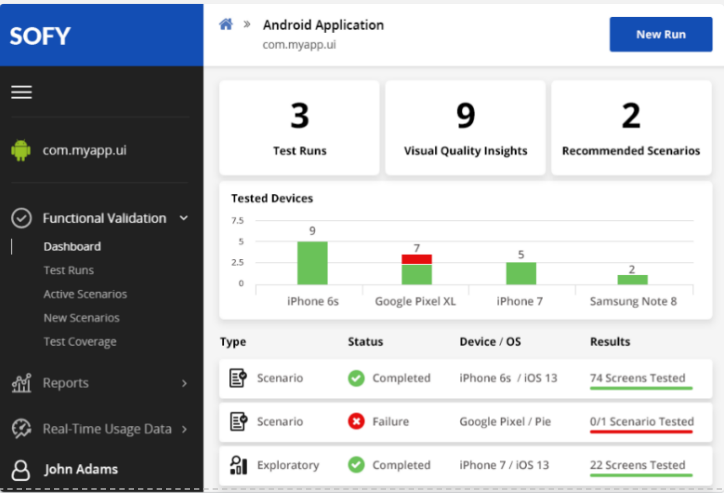 SOFY
com.myapp.ui
Functional Validation
Dashboard
Test Runs
Active Scenarios
New Scenarios
Test Coverage
Reports
Real-Time Usage Data
John Adams
» Android Application
com.myapp.ui
New Run
3
Test Runs
9
Visual Quality Insights
2
Recommended Scenarios
Tested Devices
7.5
5
2.5
0
9
7
5
2
iPhone 6s Google Pixel XL iPhone 7 Samsung Note 8
Type Status Device / OS Results
Scenario Completed iPhone 6s / iOS 13 74 Screens Tested
Scenario Failure Google Pixel / Pie 0/1 Scenario Tested
Exploratory Completed iPhone 7 / iOS 13 22 Screens Tested